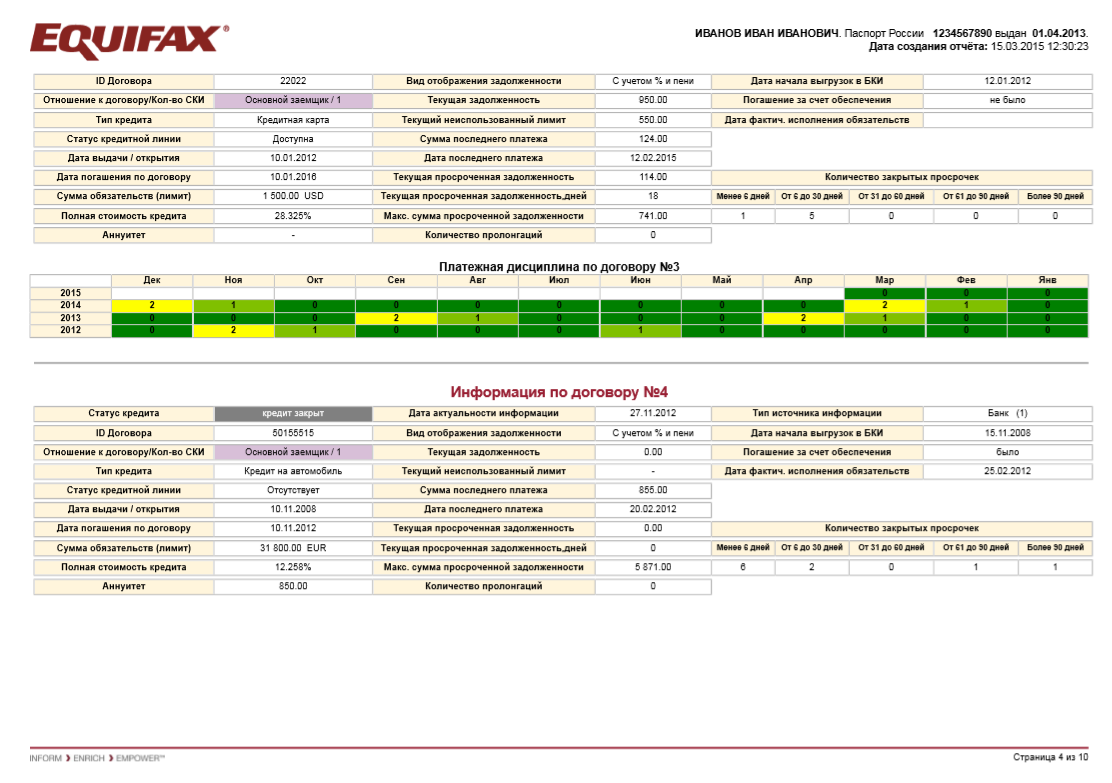 EQUIFAX®
ИВАНОВ ИВАН ИВАНОВИЧ. Паспорт России 1234567890 выдан 01.04.2013.
Дата создания отчёта: 15.03.2015 12:30:23
ID Договора 22022 Вид отображения задолженности С учетом % и пени Дата начала выгрузок в БКИ 12.01.2012
Отношение к договору/Кол-во СКИ Основной заемщик / 1 Текущая задолженность 950.00 Погашение за счет обеспечения не было
Тип кредита Кредитная карта Текущий неиспользованный лимит 550.00 Дата фактич. исполнения обязательств
Статус кредитной линии Доступна Сумма последнего платежа 124.00
Дата выдачи / открытия 10.01.2012 Дата последнего платежа 12.02.2015
Дата погашения по договору 10.01.2016 Текущая просроченная задолженность 114.00 Количество закрытых просрочек
Сумма обязательств (лимит) 1 500.00 USD Текущая просроченная задолженность,дней 18 Менее 6 дней От 6 до 30 дней От 31 до 60 дней От 61 до 90 дней Более 90 дней
Полная стоимость кредита 28.325% Макс. сумма просроченной задолженности 741.00 1 5 0 0 0
Аннуитет - Количество пролонгаций 0
Платежная дисциплина по договору №3
Дек Ноя Окт Сен Авг Июл Июн Май Апр Мар Фев Янв
2015 0 0 0
2014 2 1 0 0 0 0 0 0 0 2 1 0
2013 0 0 0 2 1 0 0 0 2 1 0 0
2012 0 2 1 0 0 0 1 0 0 0 0 0
Информация по договору №4
Статус кредита кредит закрыт Дата актуальности информации 27.11.2012 Тип источника информации Банк (1)
ID Договора 50155515 Вид отображения задолженности С учетом % и пени Дата начала выгрузок в БКИ 15.11.2008
Отношение к договору/Кол-во СКИ Основной заемщик / 1 Текущая задолженность 0.00 Погашение за счет обеспечения было
Тип кредита Кредит на автомобиль Текущий неиспользованный лимит - Дата фактич. исполнения обязательств 25.02.2012
Статус кредитной линии Отсутствует Сумма последнего платежа 855.00
Дата выдачи / открытия 10.11.2008 Дата последнего платежа 20.02.2012
Дата погашения по договору 10.11.2012 Текущая просроченная задолженность 0.00 Количество закрытых просрочек
Сумма обязательств (лимит) 31 800.00 EUR Текущая просроченная задолженность,дней 0 Менее 6 дней От 6 до 30 дней От 31 до 60 дней От 61 до 90 дней Более 90 дней
Полная стоимость кредита 12.258% Макс. сумма просроченной задолженности 5 871.00 6 2 0 1 1
Аннуитет 850.00 Количество пролонгаций 0
INFORM ❯ ENRICH ❯ EMPOWER℠
Страница 4 из 10